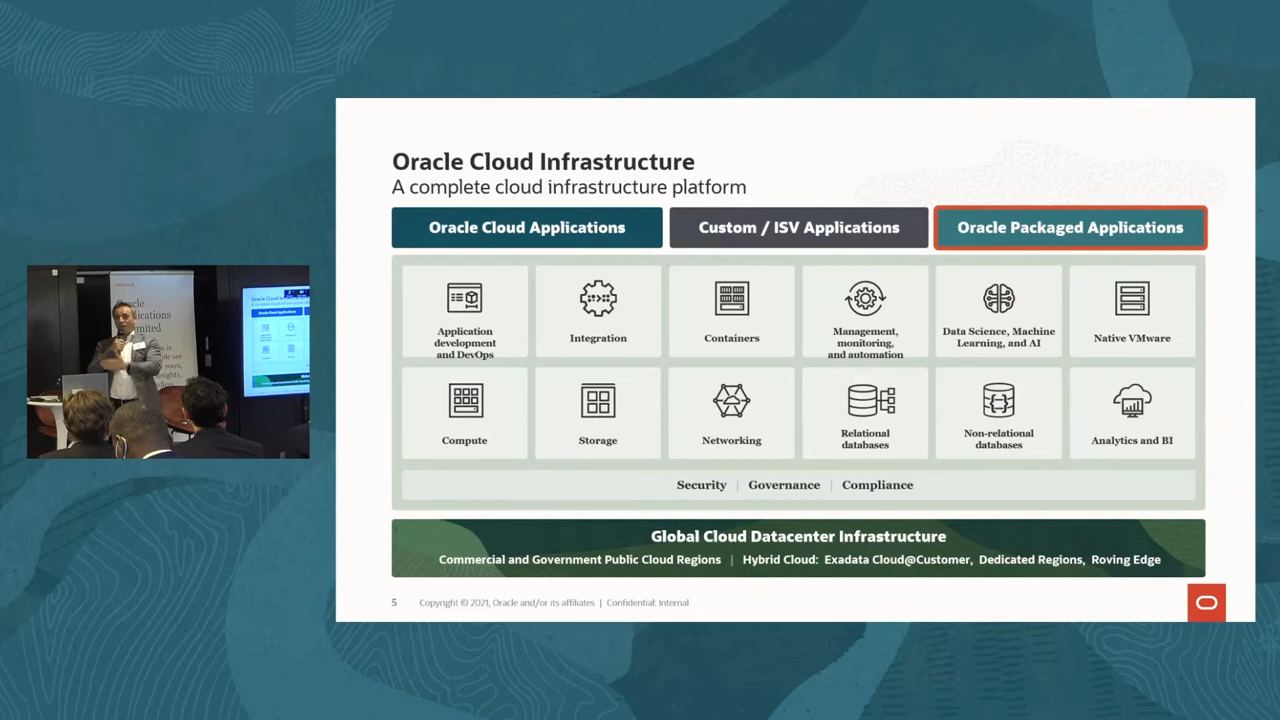 Oracle Cloud Infrastructure
A complete cloud infrastructure platform
Oracle Cloud Applications
Custom / ISV Applications
Oracle Packaged Applications
Application
development
and DevOps
Integration
Containers
Management,
monitoring,
and automation
Data Science, Machine
Learning, and AI
Native VMware
Compute
Storage
Networking
Relational
databases
Non-relational
databases
Analytics and BI
Security | Governance | Compliance
Global Cloud Datacenter Infrastructure
Commercial and Government Public Cloud Regions | Hybrid Cloud: Exadata Cloud@Customer, Dedicated Regions, Roving Edge
5 Copyright © 2021, Oracle and/or its affiliates | Confidential: Internal